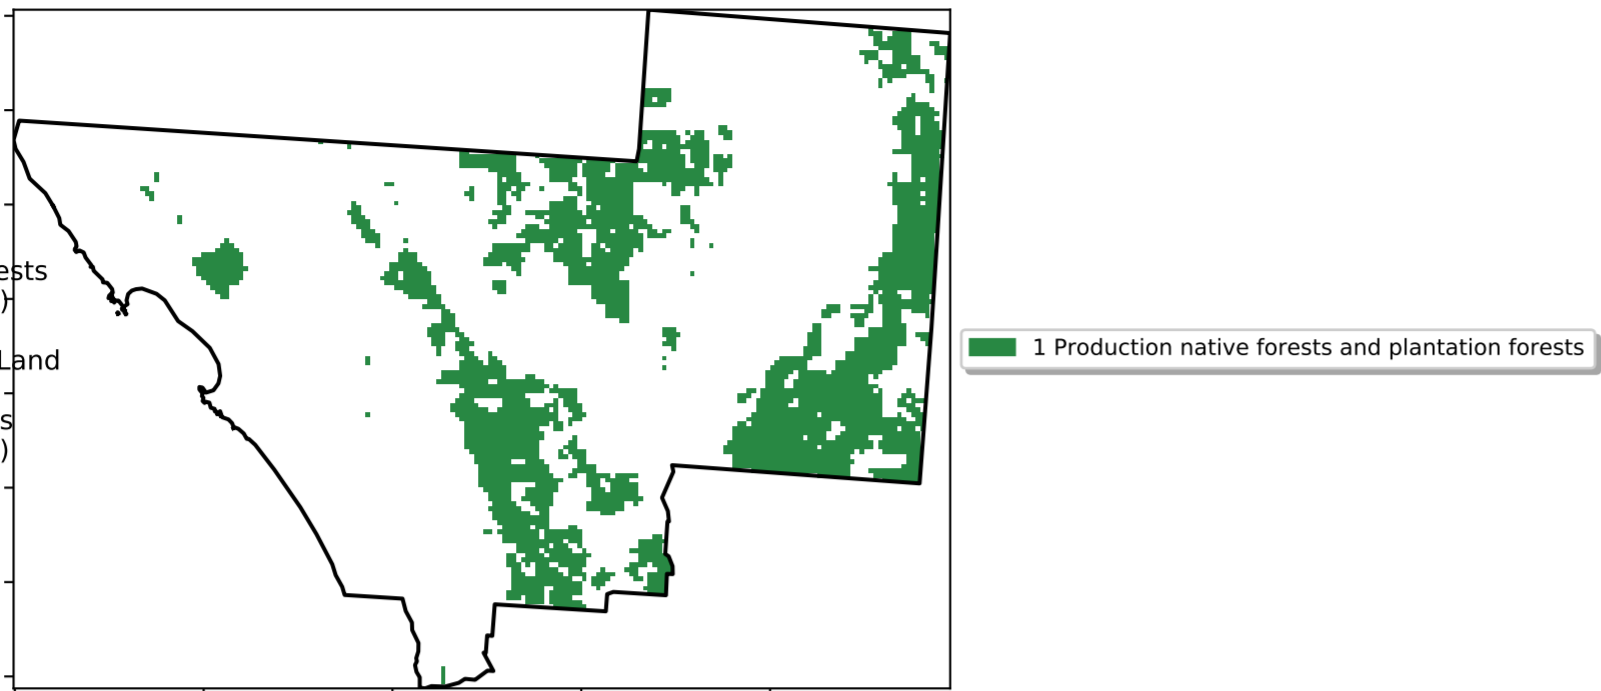 ests
)
1 Production native forests and plantation forests
Land
s
)